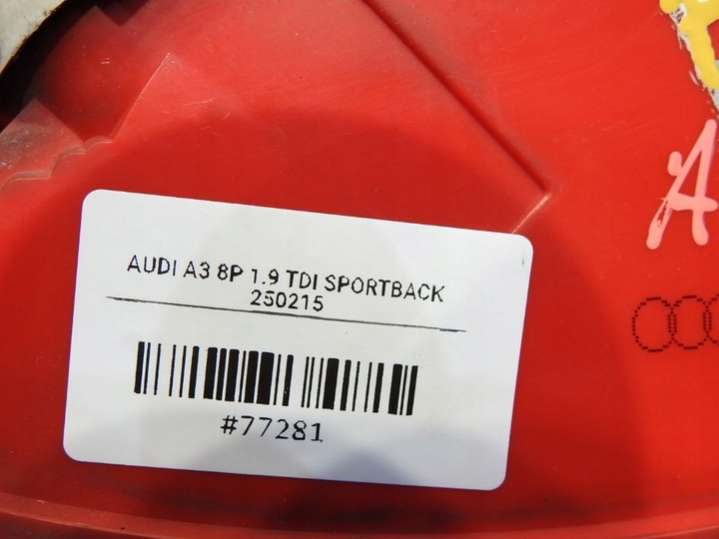 AUDI A3 8P 1.9 TDI SPORTBACK
250215
#77281
A